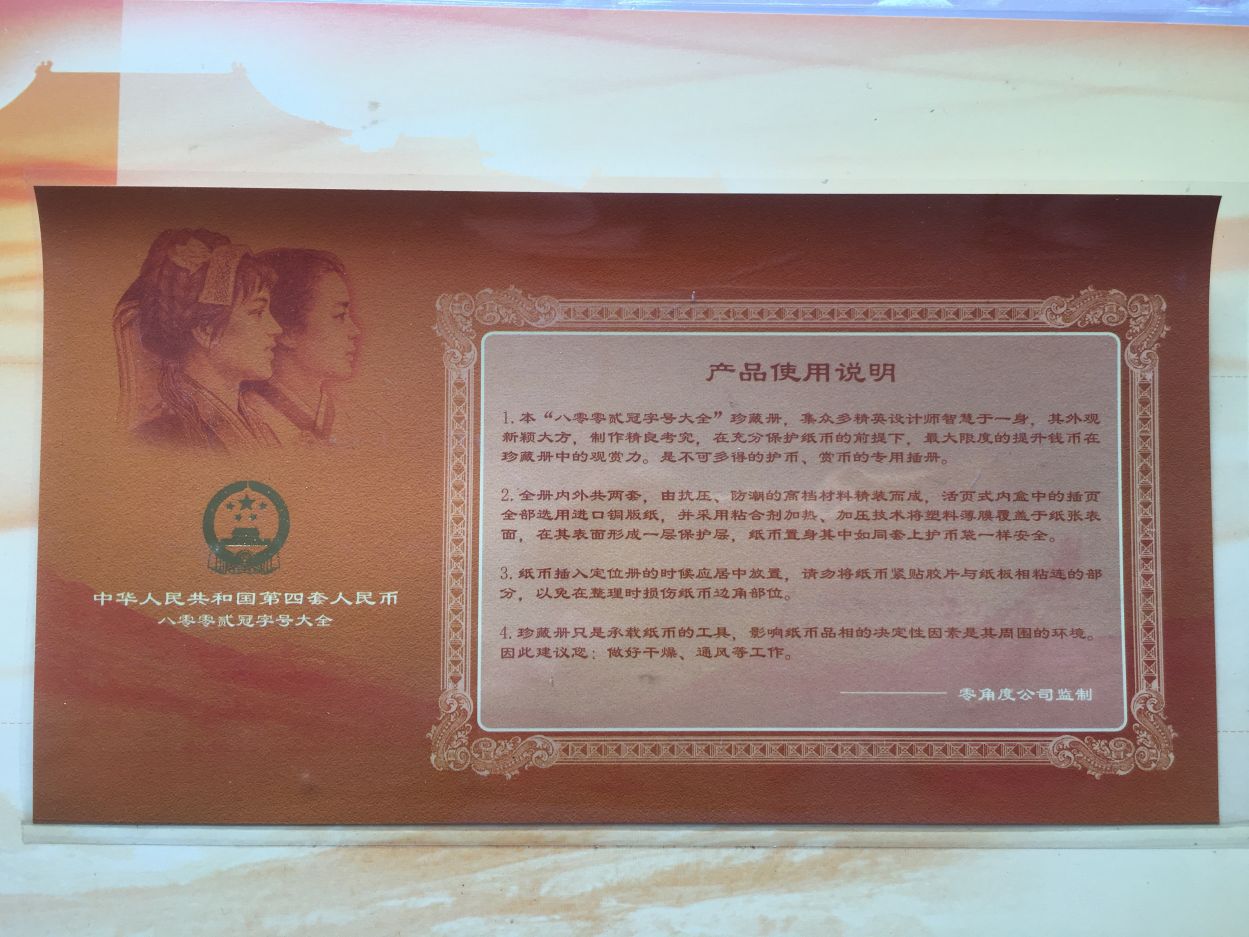 中华人民共和国第四套人民币
八零零贰冠字号大全
产品使用说明
1.本“八零零贰冠字号大全”珍藏册，集众多精英设计师智慧于一身，其外观
新颖大方，制作精良考究，在充分保护纸币的前提下，最大限度的提升钱币在
珍藏册中的观赏力。是不可多得的护币、赏币的专用插册。
2.全册内外共两套，由抗压、防潮的高档材料精装而成，活页式内盒中的插页
全部选用进口铜版纸，并采用粘合剂加热、加压技术将塑料薄膜覆盖于纸张表
面，在其表面形成一层保护层，纸币置身其中如同套上护币袋一样安全。
3.纸币插入定位册的时候应居中放置，请勿将纸币紧贴胶片与纸板相粘连的部
分，以免在整理时损伤纸币边角部位。
4.珍藏册只是承载纸币的工具，影响纸币品相的决定性因素是其周围的环境。
因此建议您：做好干燥、通风等工作。
———— 零角度公司监制